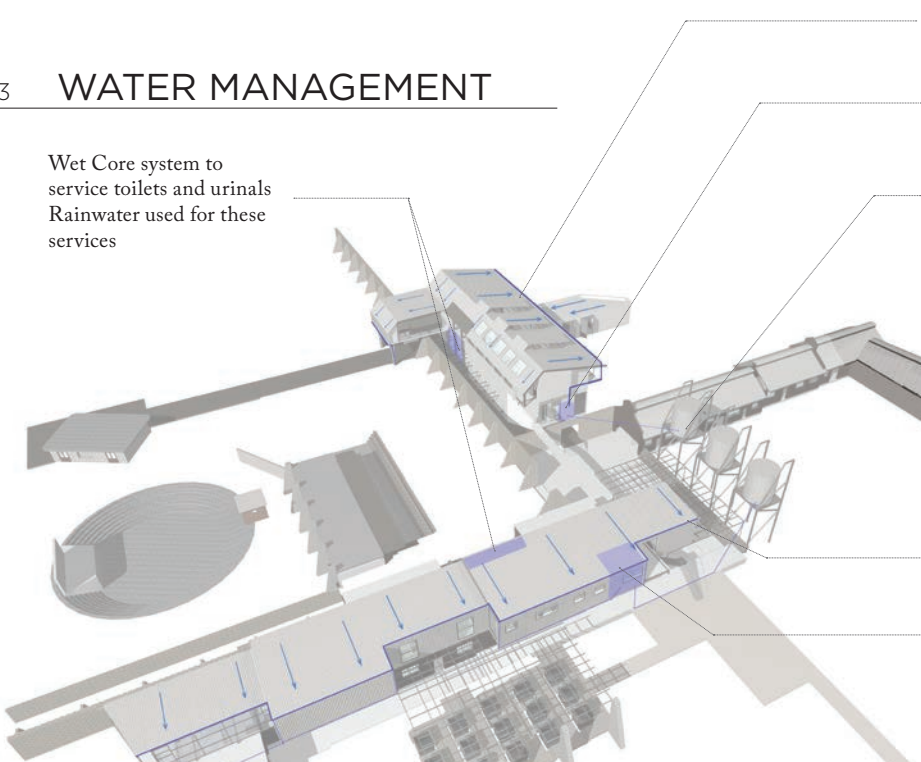 3 WATER MANAGEMENT
Wet Core system to
service toilets and urinals
Rainwater used for these
services